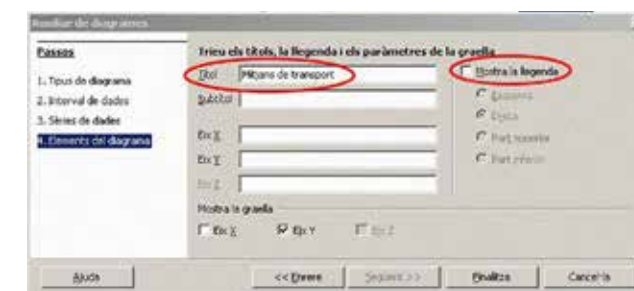 Auxiliar de diagrames
Passos
1. Tipus de diagrama
2. Interval de dades
3. Sèries de dades
4. Elements del diagrama
Trieu els títols, la llegenda i els paràmetres de la graella
Títol Mitjans de transport
Subtítol
Eix X
Eix Y
Eix Z
Mostra la llegenda
Esquerra
Dreta
Part superior
Part inferior
Mostra la graella
Eix X Eix Y Eix Z
Ajuda << Enrere Següent >> Finalitza Cancel·la